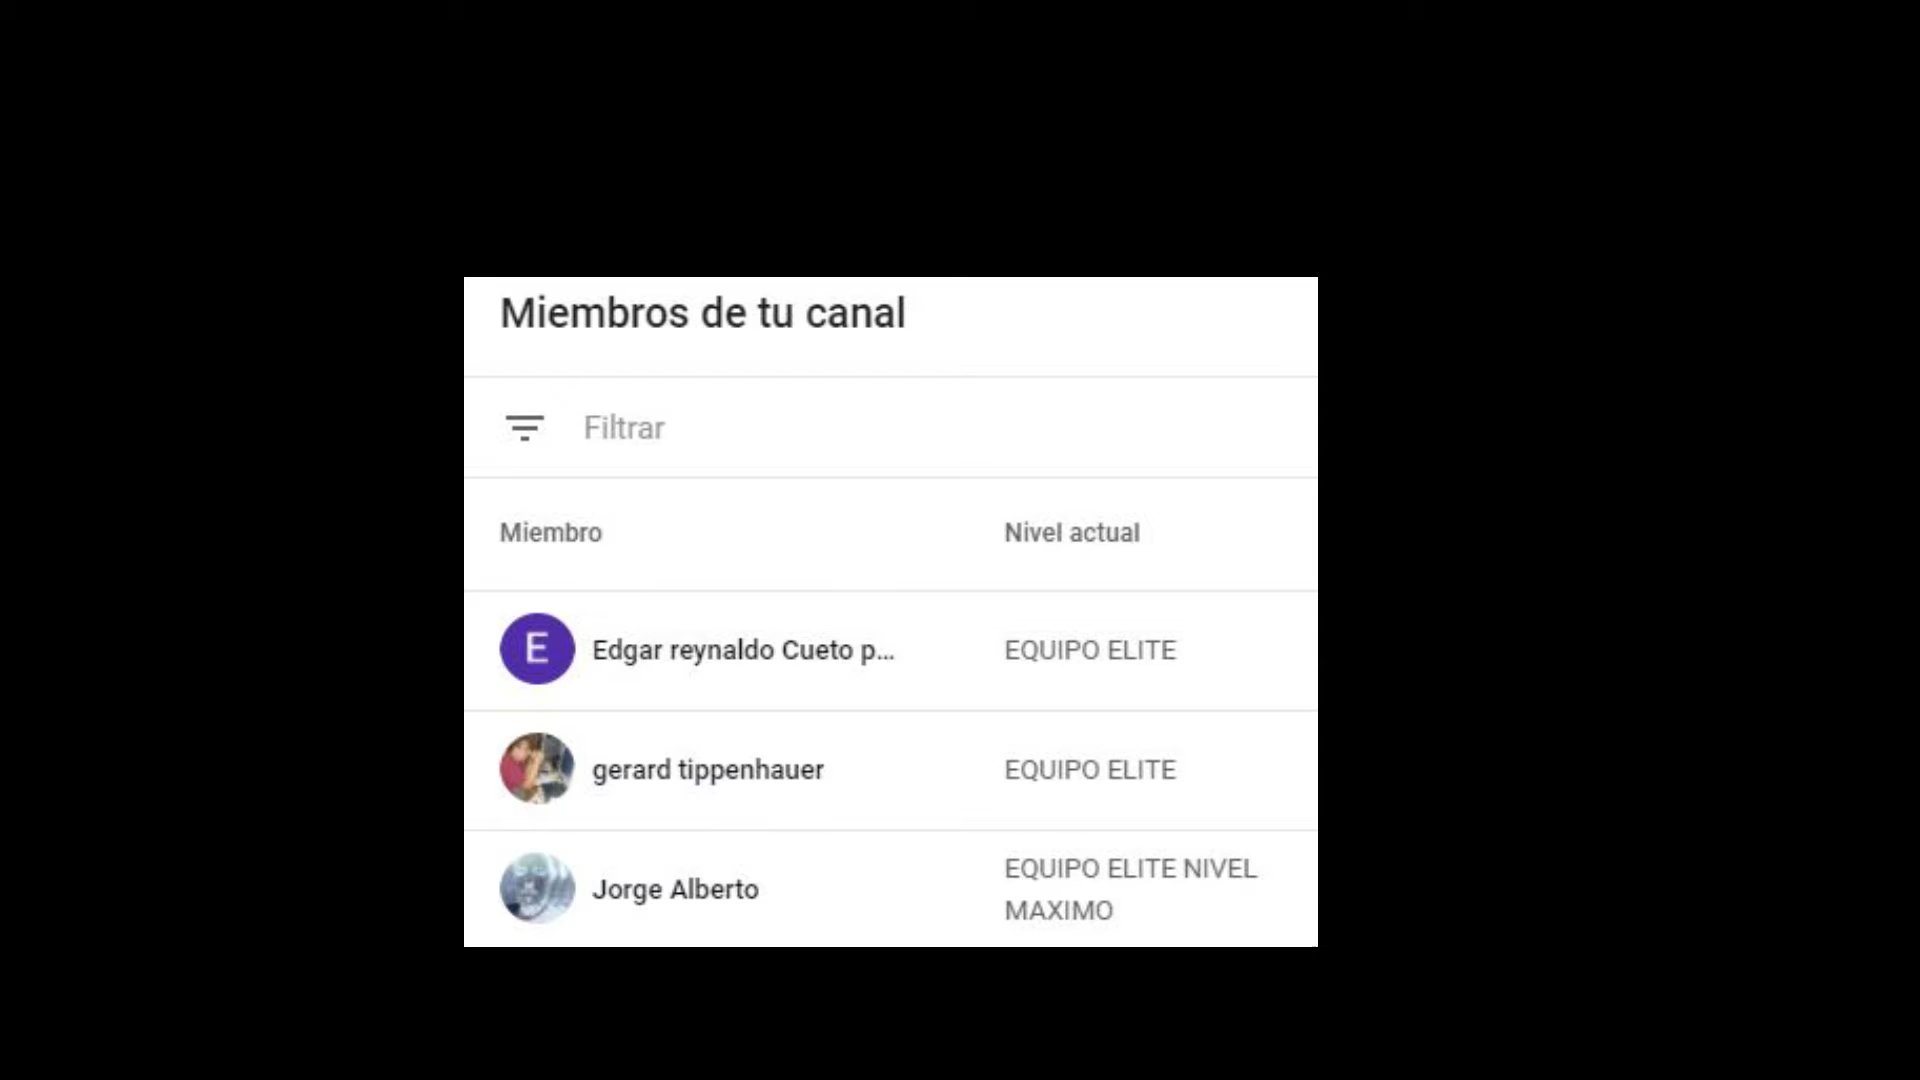 Miembros de tu canal
Filtrar
Miembro Nivel actual
E Edgar reynaldo Cueto p... EQUIPO ELITE
gerard tippenhauer EQUIPO ELITE
Jorge Alberto EQUIPO ELITE NIVEL
MAXIMO